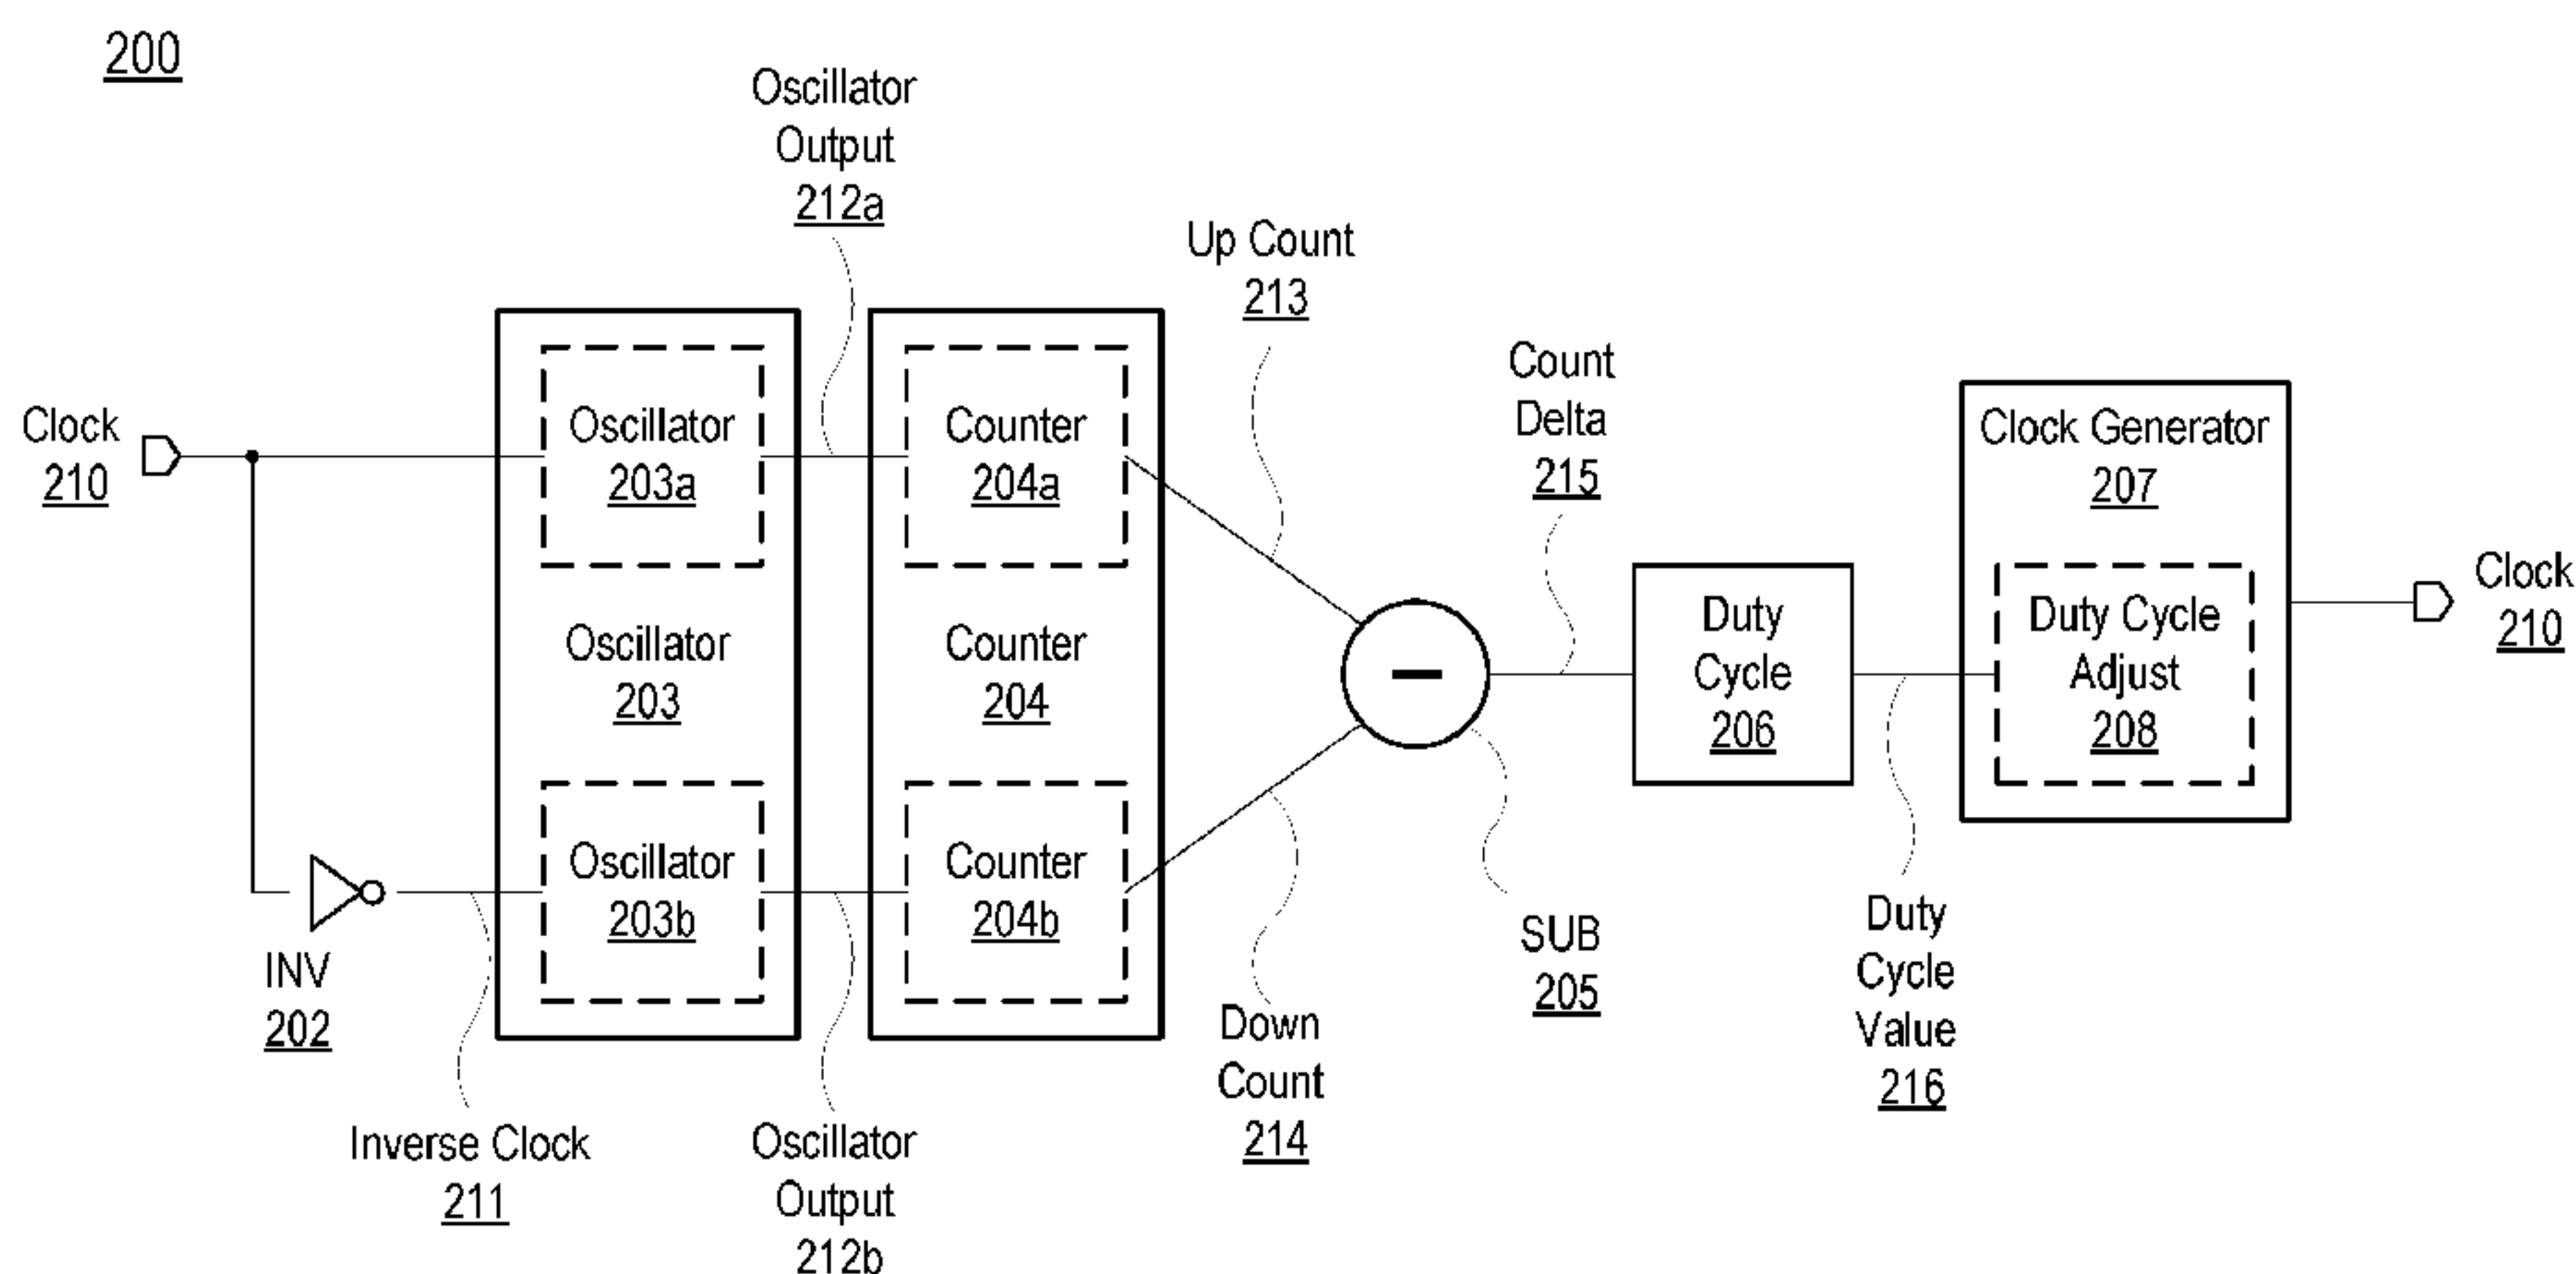 200
Oscillator
Output
212a
Up Count
213
Count
Delta
215
Clock
210
Oscillator
203a
Counter
204a
Clock Generator
207
Clock
210
Oscillator
203
Counter
204
Duty
Cycle
206
Duty Cycle
Adjust
208
INV
202
Oscillator
203b
Counter
204b
SUB
205
Duty
Cycle
Value
216
Down
Count
214
Inverse Clock
211
Oscillator
Output
212b